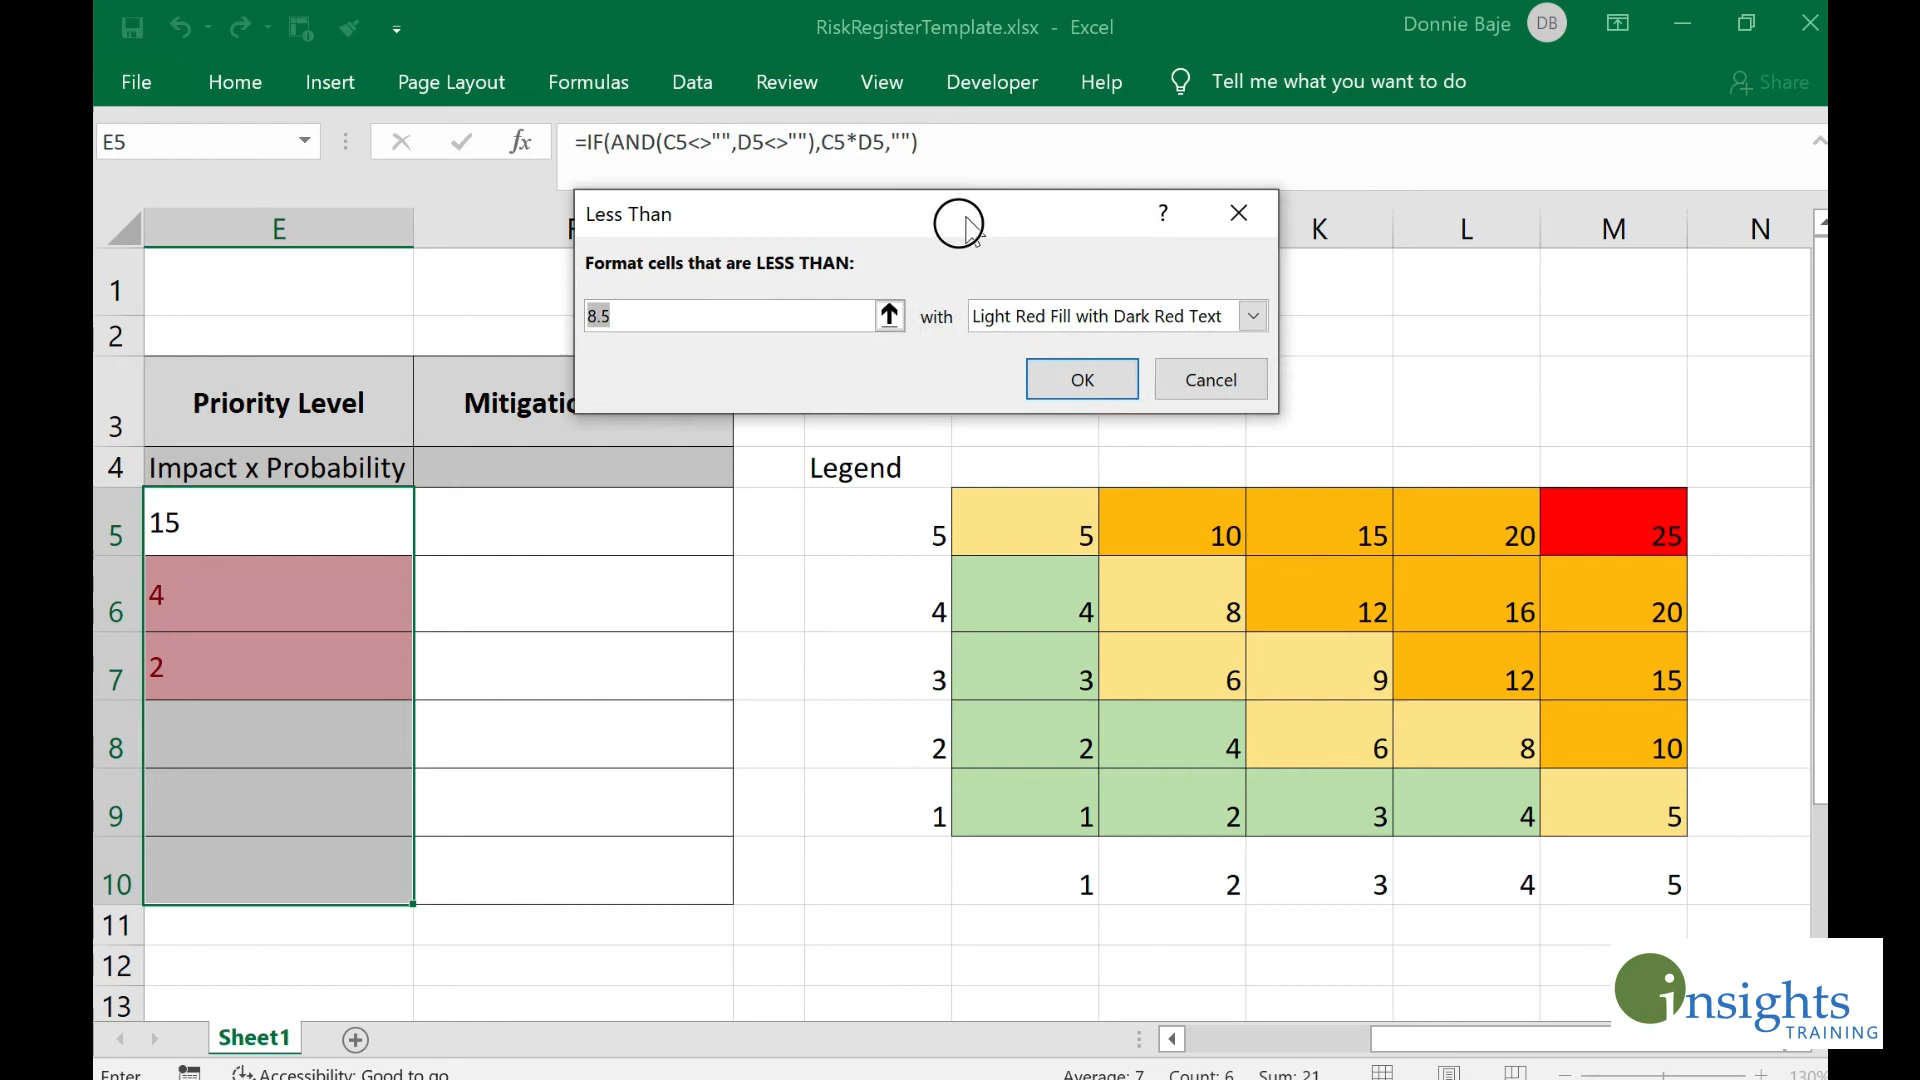 RiskRegisterTemplate.xlsx - Excel
Donnie Baje
DB
File Home Insert Page Layout Formulas Data Review View Developer Help Tell me what you want to do Share
E5
fx
=IF(AND(C5<>"",D5<>""),C5*D5,"")
Less Than
?
Format cells that are LESS THAN:
8.5
with
Light Red Fill with Dark Red Text
OK
Cancel
E K L M N
1
2
3 Priority Level
4 Impact x Probability Legend
5 15 5 5 10 15 20 25
6 4 4 4 8 12 16 20
7 2 3 3 6 9 12 15
8 2 2 4 6 8 10
9 1 1 2 3 4 5
10 1 2 3 4 5
11
12
13
insights
TRAINING
Sheet1
Enter
Accessibility: Good to go
Average: 7 Count: 6 Sum: 21
130%